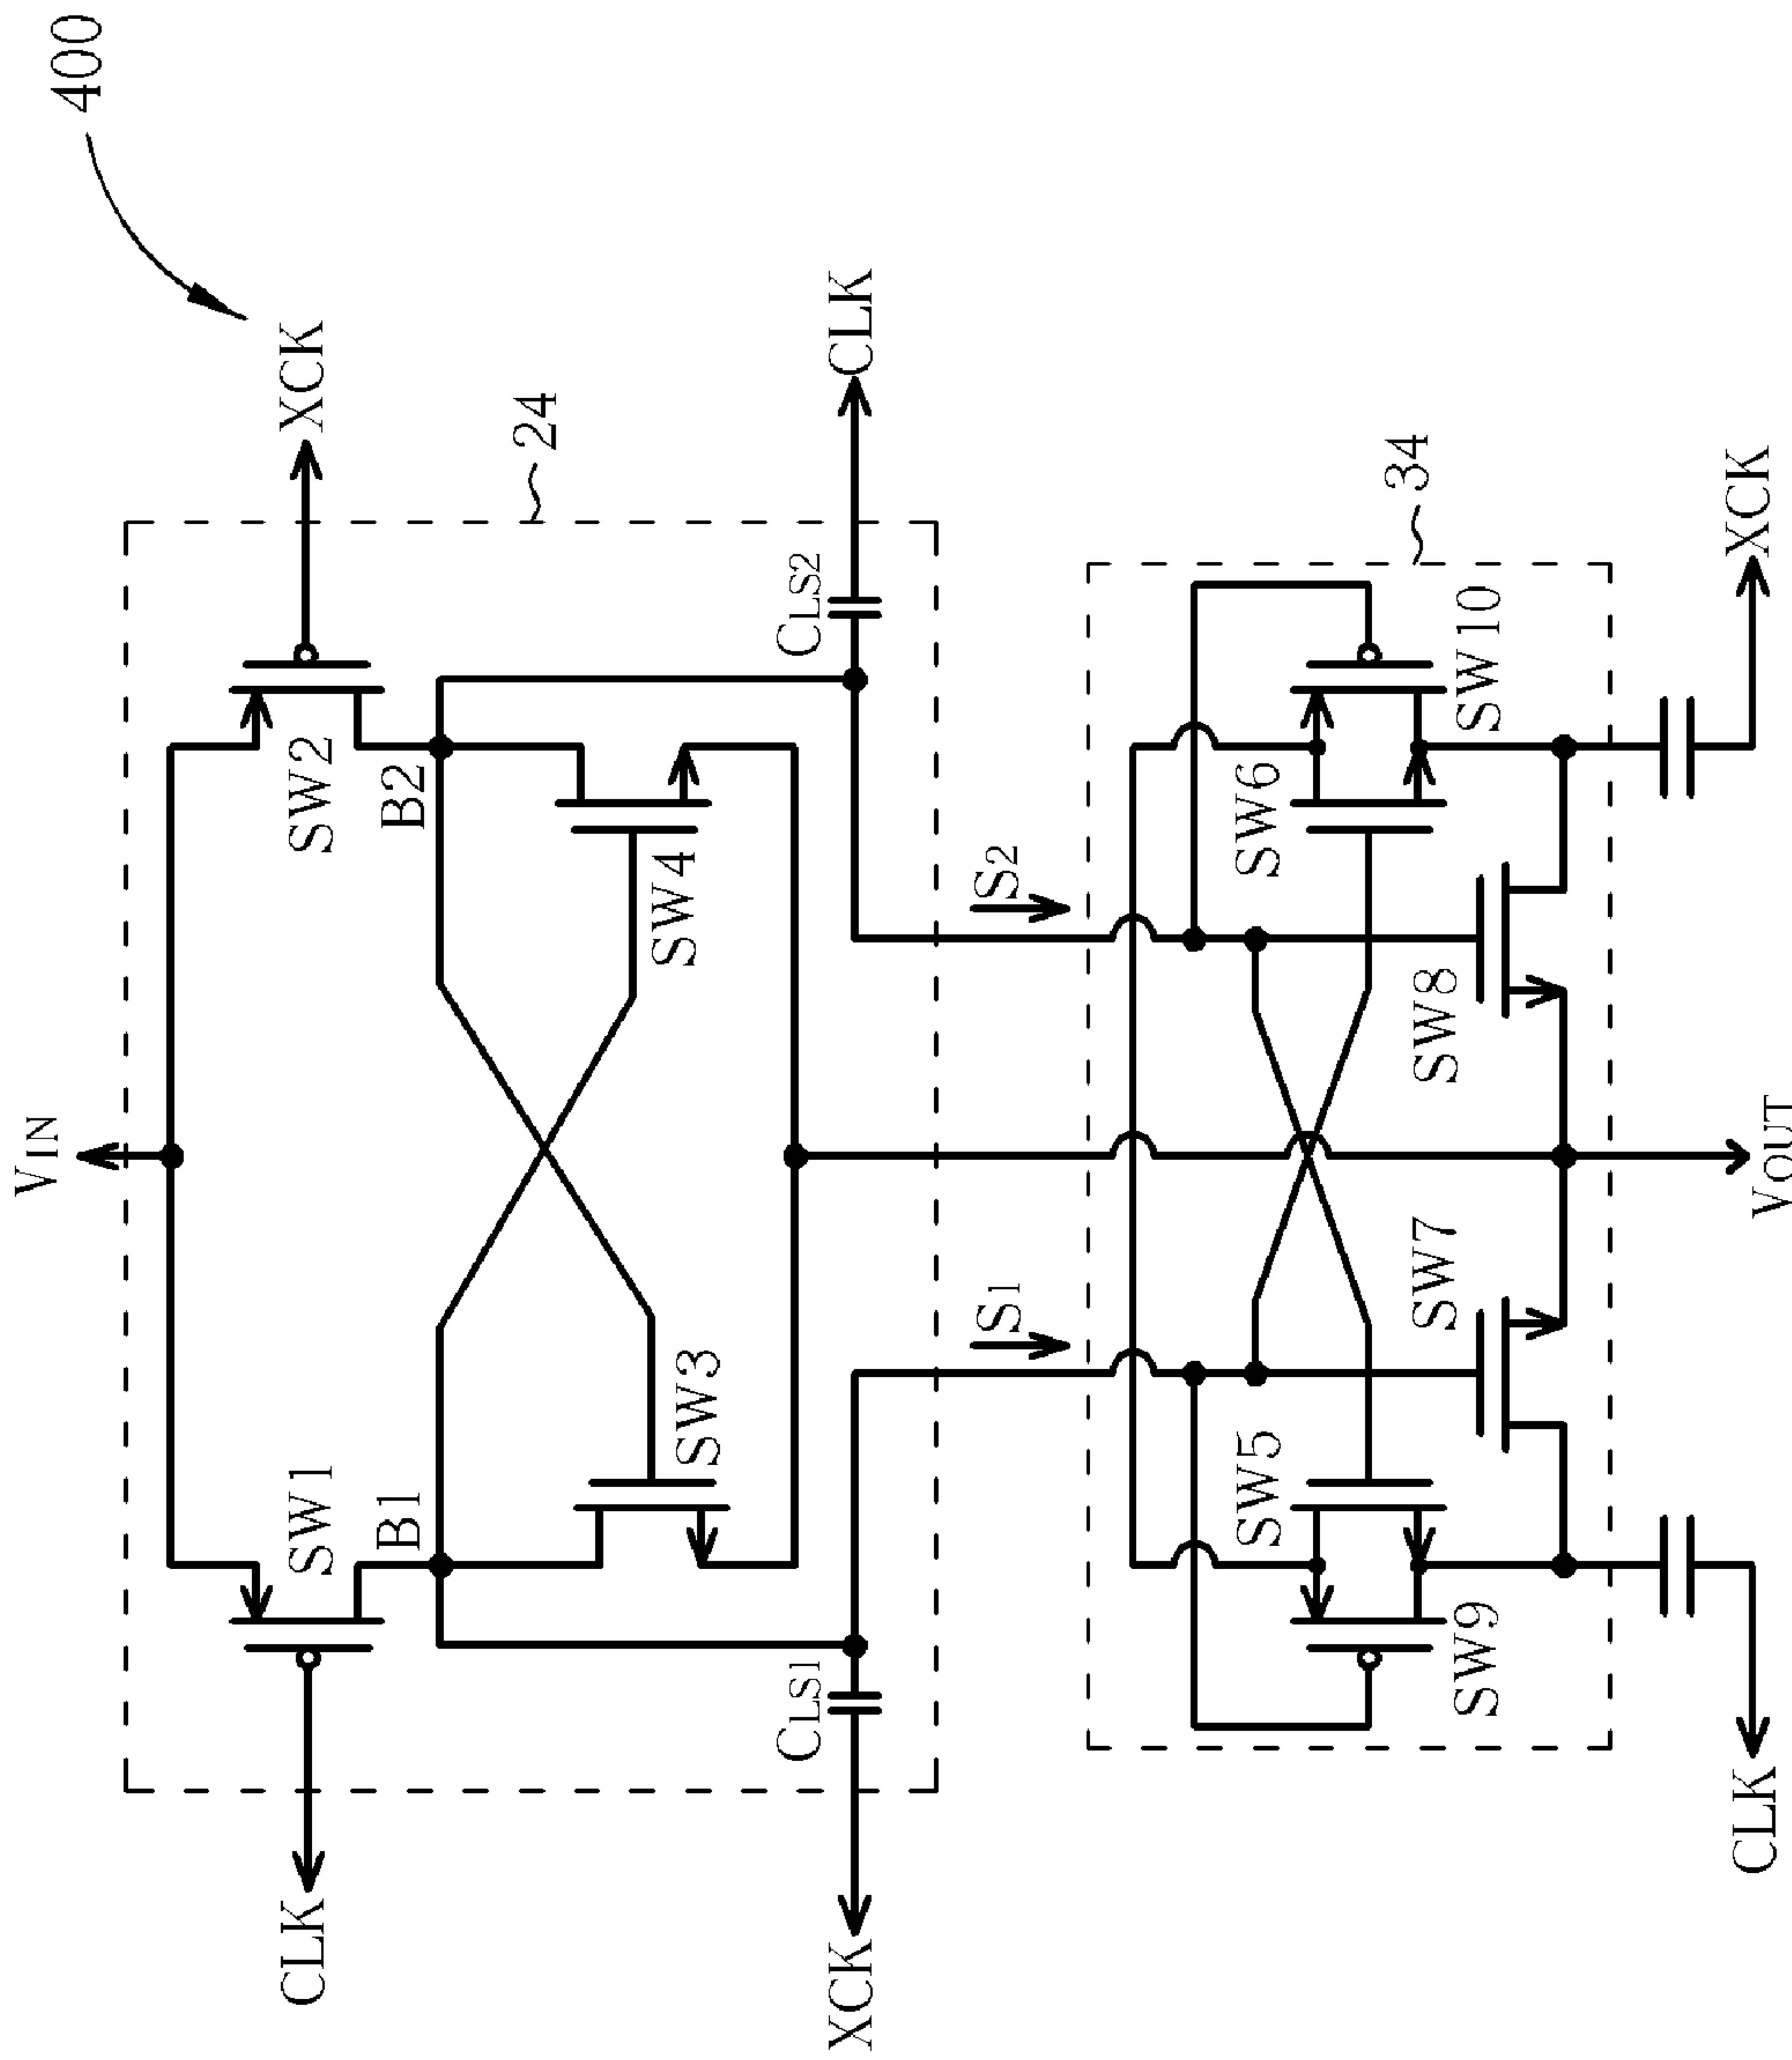 400
XCK
CLK
XCK
24
34
CLS2
SW2
B2
SW4
S2
SW6
SW10
SW8
VIN
VOUT
SW1
B1
SW3
S1
SW5
SW7
SW9
CLS1
CLK
XCK
CLK